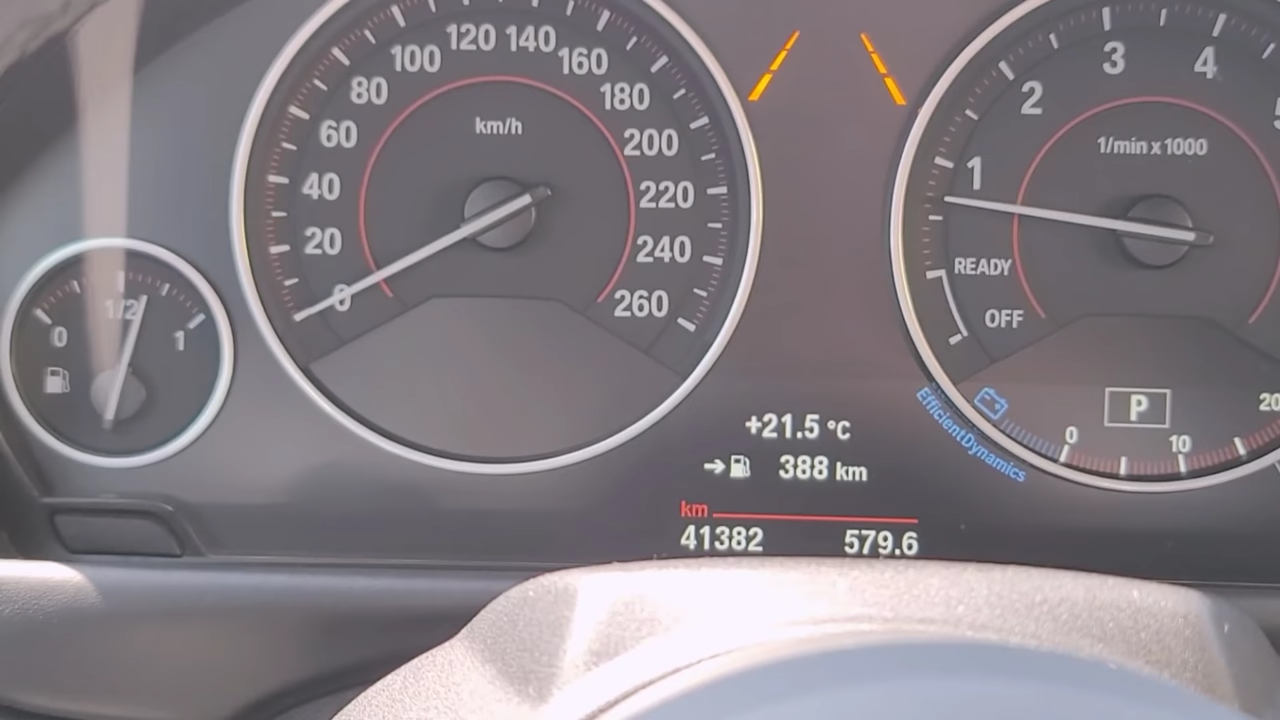 0 1/2 1
0 20 40 60 80 100 120 140 160 180 200 220 240 260
km/h
OFF READY 1 2 3 4
1/min x 1000
P
0 10 20
EfficientDynamics
+21.5 °C
388 km
km
41382 579.6